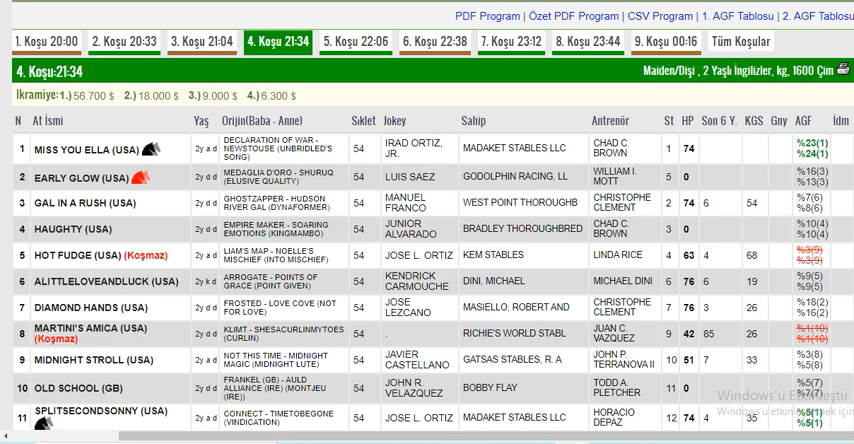 PDF Program | Özet PDF Program | CSV Program | 1. AGF Tablosu | 2. AGF Tablosu
1. Koşu 20:00 2. Koşu 20:33 3. Koşu 21:04 4. Koşu 21:34 5. Koşu 22:06 6. Koşu 22:38 7. Koşu 23:12 8. Koşu 23:44 9. Koşu 00:16 Tüm Koşular
4. Koşu:21:34 Maiden/Dişi , 2 Yaşlı İngilizler, kg, 1600 Çim
İkramiye: 1.) 56.700 $ 2.) 18.000 $ 3.) 9.000 $ 4.) 6.300 $
N At İsmi Yaş Orijin(Baba - Anne) Sıklet Jokey Sahip Antrenör St HP Son 6 Y. KGS Gny AGF İdm
1 MISS YOU ELLA (USA) 2y a d DECLARATION OF WAR - NEWSTOUSE (UNBRIDLED'S SONG) 54 IRAD ORTIZ, JR. MADAKET STABLES LLC CHAD C. BROWN 1 74 %23(1) %24(1)
2 EARLY GLOW (USA) 2y d d MEDAGLIA D'ORO - SHURUQ (ELUSIVE QUALITY) 54 LUIS SAEZ GODOLPHIN RACING, LL WILLIAM I. MOTT 5 0 %16(3) %13(3)
3 GAL IN A RUSH (USA) 2y d d GHOSTZAPPER - HUDSON RIVER GAL (DYNAFORMER) 54 MANUEL FRANCO WEST POINT THOROUGHB CHRISTOPHE CLEMENT 2 74 6 54 %7(6) %8(6)
4 HAUGHTY (USA) 2y d d EMPIRE MAKER - SOARING EMOTIONS (KINGMAMBO) 54 JUNIOR ALVARADO BRADLEY THOROUGHBRED CHAD C. BROWN 3 0 %10(4) %10(4)
5 HOT FUDGE (USA) (Koşmaz) 2y a d LIAM'S MAP - NOELLE'S MISCHIEF (INTO MISCHIEF) 54 JOSE L. ORTIZ KEM STABLES LINDA RICE 4 63 4 68 %3(9) %3(9)
6 ALITTLELOVEANDLUCK (USA) 2y k d ARROGATE - POINTS OF GRACE (POINT GIVEN) 54 KENDRICK CARMOUCHE DINI, MICHAEL MICHAEL DINI 6 76 6 19 %9(5) %9(5)
7 DIAMOND HANDS (USA) 2y d d FROSTED - LOVE COVE (NOT FOR LOVE) 54 JOSE LEZCANO MASIELLO, ROBERT AND CHRISTOPHE CLEMENT 7 76 3 26 %18(2) %16(2)
8 MARTINI'S AMICA (USA) (Koşmaz) 2y d d KLIMT - SHESACURLINMYTOES (CURLIN) 54 . RICHIE'S WORLD STABL JUAN C. VAZQUEZ 9 42 85 26 %1(10) %1(10)
9 MIDNIGHT STROLL (USA) 2y a d NOT THIS TIME - MIDNIGHT MAGIC (MIDNIGHT LUTE) 54 JAVIER CASTELLANO GATSAS STABLES, R. A JOHN P. TERRANOVA II 10 51 7 33 %3(8) %5(8)
10 OLD SCHOOL (GB) 2y d d FRANKEL (GB) - AULD ALLIANCE (IRE) (MONTJEU (IRE)) 54 JOHN R. VELAZQUEZ BOBBY FLAY TODD A. PLETCHER 11 0 %5(7) %7(7)
11 SPLITSECONDSONNY (USA) 2y a d CONNECT - TIMETOBEGONE (VINDICATION) 54 JOSE L. ORTIZ MADAKET STABLES LLC HORACIO DEPAZ 12 74 4 35 %5(1) %5(1)
Windows'u Etkinleştir
Windows'u etkinleştirmek için